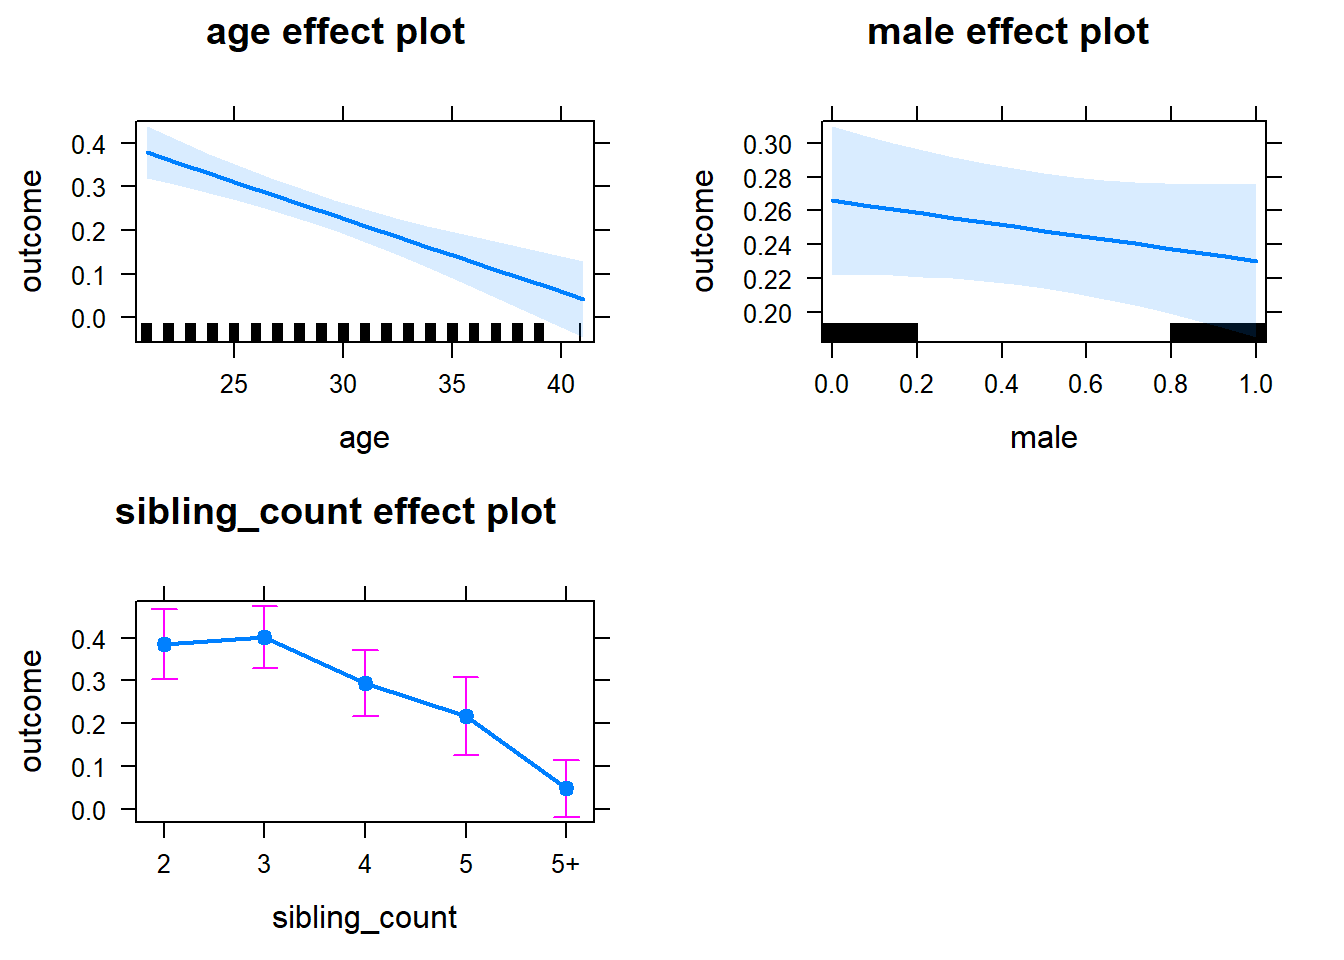 age effect plot
outcome
0.4
0.3
0.2
0.1
0.0
25 30 35 40
age
male effect plot
outcome
0.30
0.28
0.26
0.24
0.22
0.20
0.0 0.2 0.4 0.6 0.8 1.0
male
sibling_count effect plot
outcome
0.4
0.3
0.2
0.1
0.0
2 3 4 5 5+
sibling_count